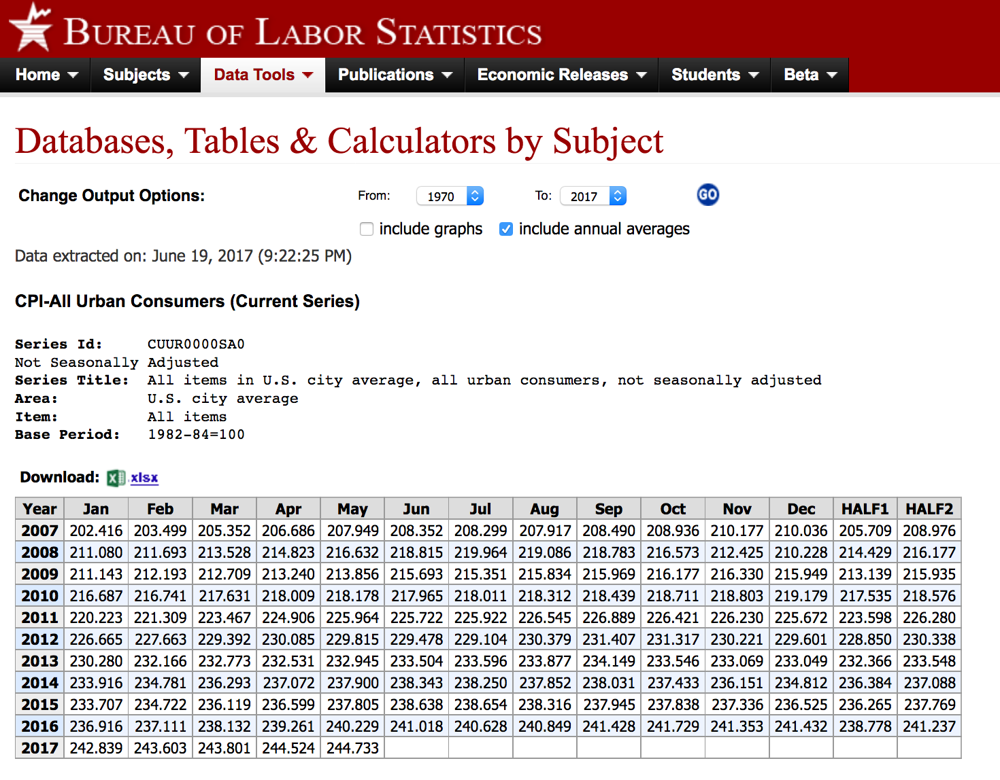 BUREAU OF LABOR STATISTICS
Home Subjects Data Tools Publications Economic Releases Students Beta
Databases, Tables & Calculators by Subject
Change Output Options: From: 1970 To: 2017 GO
include graphs include annual averages
Data extracted on: June 19, 2017 (9:22:25 PM)
CPI-All Urban Consumers (Current Series)
Series Id: CUUR0000SA0
Not Seasonally Adjusted
Series Title: All items in U.S. city average, all urban consumers, not seasonally adjusted
Area: U.S. city average
Item: All items
Base Period: 1982-84=100
Download: X .xlsx
Year Jan Feb Mar Apr May Jun Jul Aug Sep Oct Nov Dec HALF1 HALF2
2007 202.416 203.499 205.352 206.686 207.949 208.352 208.299 207.917 208.490 208.936 210.177 210.036 205.709 208.976
2008 211.080 211.693 213.528 214.823 216.632 218.815 219.964 219.086 218.783 216.573 212.425 210.228 214.429 216.177
2009 211.143 212.193 212.709 213.240 213.856 215.693 215.351 215.834 215.969 216.177 216.330 215.949 213.139 215.935
2010 216.687 216.741 217.631 218.009 218.178 217.965 218.011 218.312 218.439 218.711 218.803 219.179 217.535 218.576
2011 220.223 221.309 223.467 224.906 225.964 225.722 225.922 226.545 226.889 226.421 226.230 225.672 223.598 226.280
2012 226.665 227.663 229.392 230.085 229.815 229.478 229.104 230.379 231.407 231.317 230.221 229.601 228.850 230.338
2013 230.280 232.166 232.773 232.531 232.945 233.504 233.596 233.877 234.149 233.546 233.069 233.049 232.366 233.548
2014 233.916 234.781 236.293 237.072 237.900 238.343 238.250 237.852 238.031 237.433 236.151 234.812 236.384 237.088
2015 233.707 234.722 236.119 236.599 237.805 238.638 238.654 238.316 237.945 237.838 237.336 236.525 236.265 237.769
2016 236.916 237.111 238.132 239.261 240.229 241.018 240.628 240.849 241.428 241.729 241.353 241.432 238.778 241.237
2017 242.839 243.603 243.801 244.524 244.733